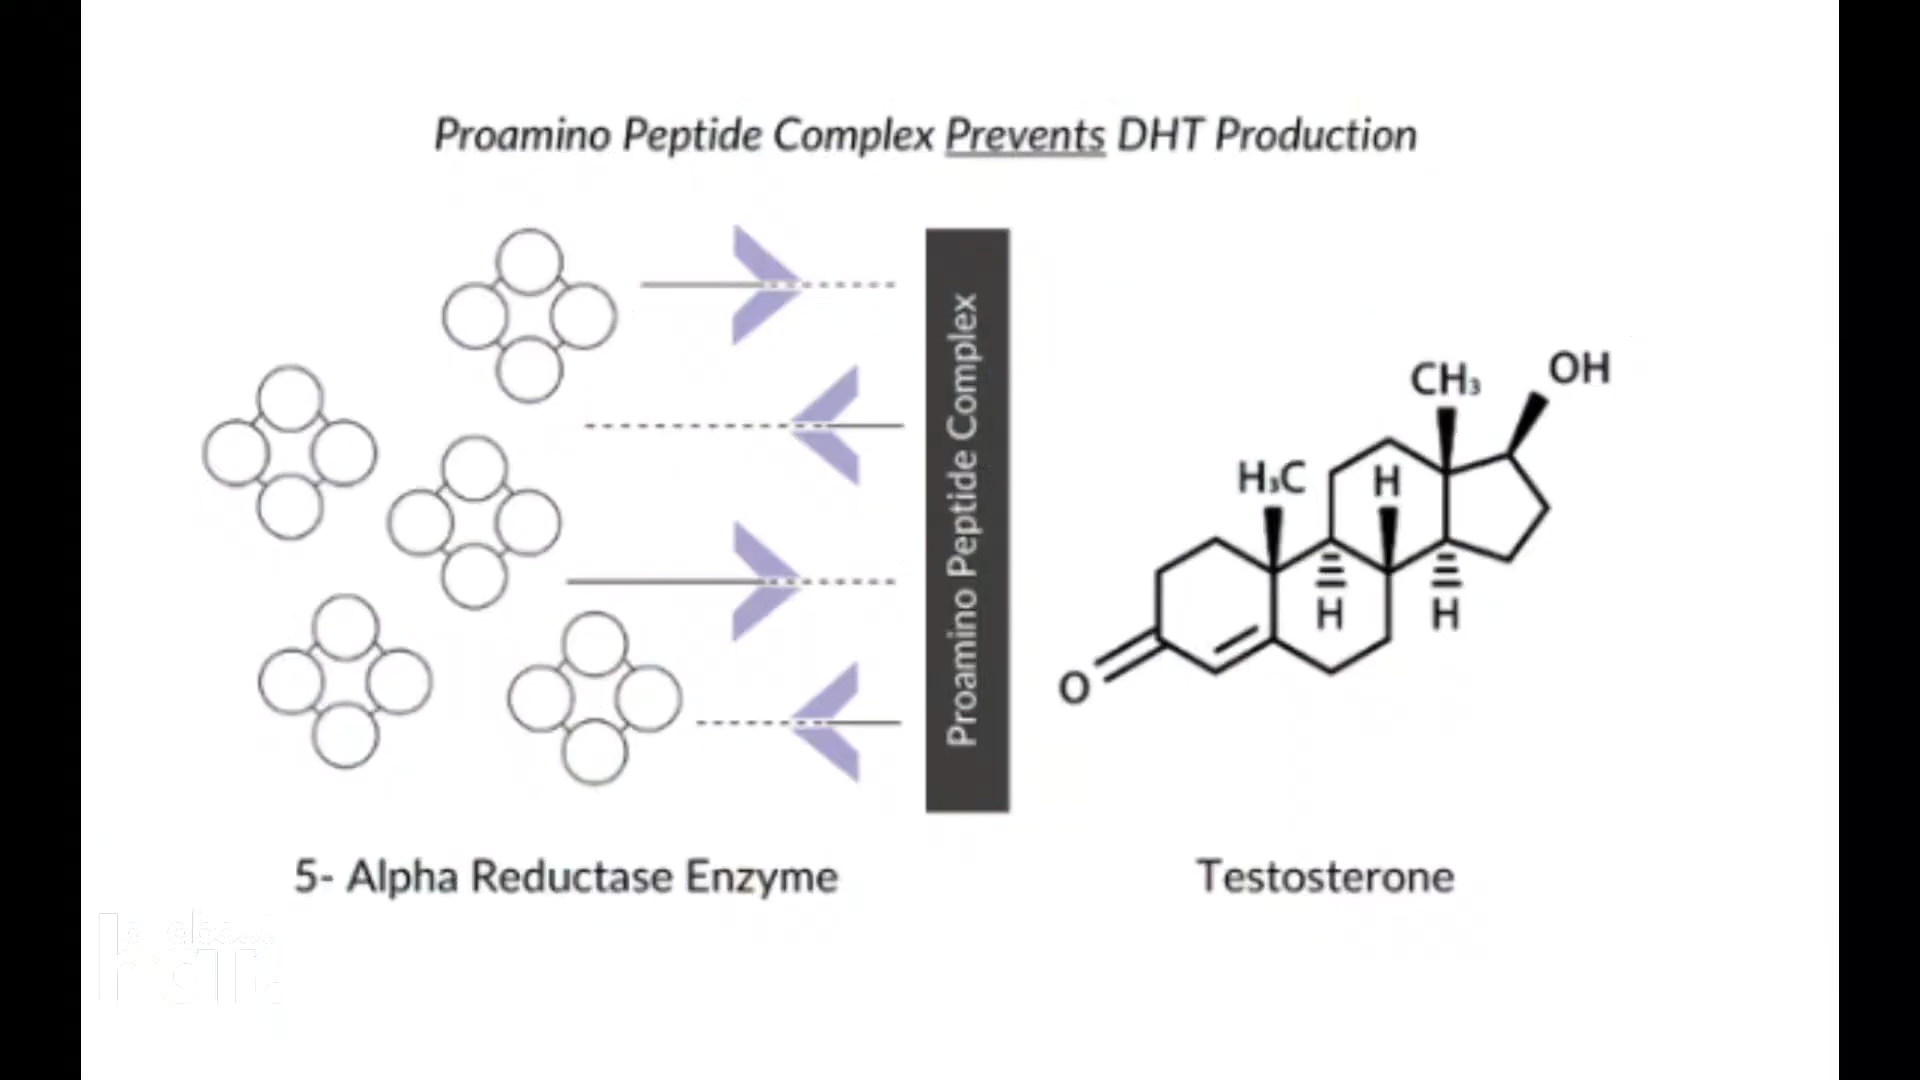 Proamino Peptide Complex Prevents DHT Production
Proamino Peptide Complex
CH₃
OH
H₃C
H
H
H
O
5- Alpha Reductase Enzyme
Testosterone